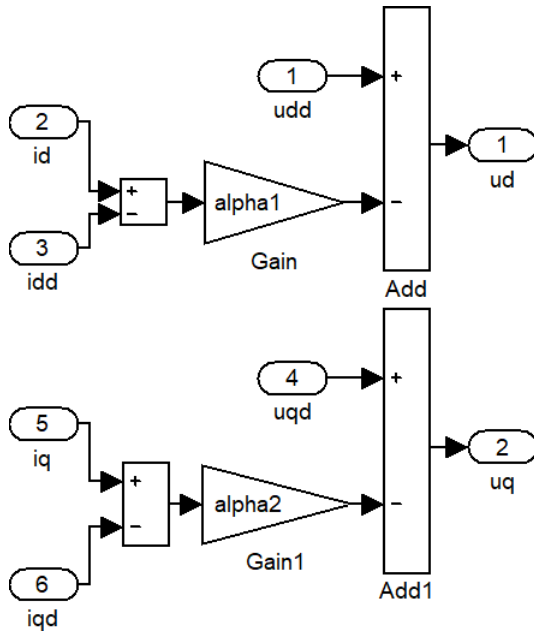 1
udd
+
2
id
1
ud
+
−
alpha1
−
3
idd
Gain
Add
4
uqd
+
5
iq
2
uq
+
−
alpha2
−
6
iqd
Gain1
Add1